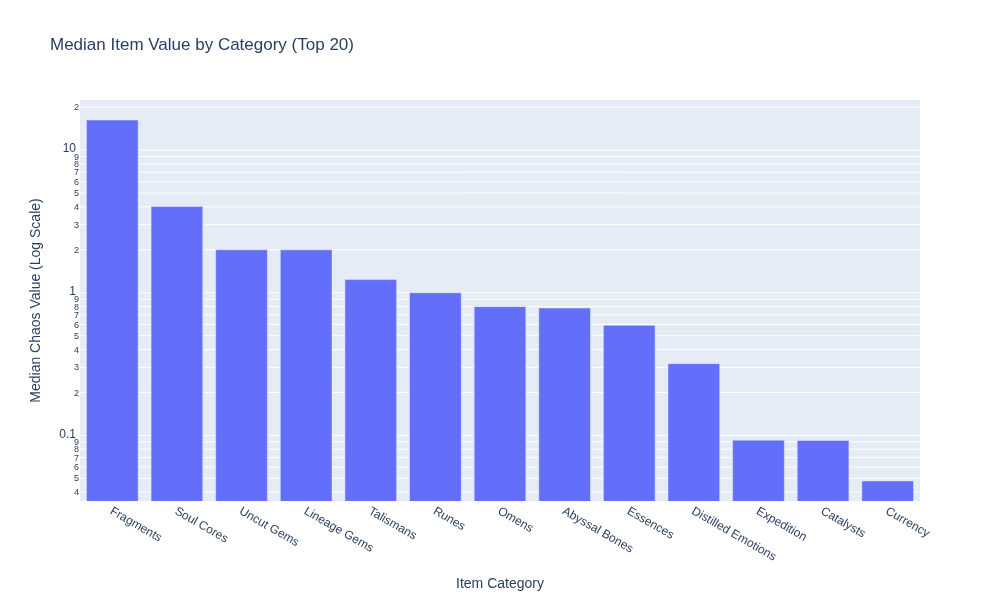 Median Item Value by Category (Top 20)
Median Chaos Value (Log Scale)
2
10
9
8
7
6
5
4
3
2
1
9
8
7
6
5
4
3
2
0.1
9
8
7
6
5
4
Fragments
Soul Cores
Uncut Gems
Lineage Gems
Talismans
Runes
Omens
Abyssal Bones
Essences
Distilled Emotions
Expedition
Catalysts
Currency
Item Category